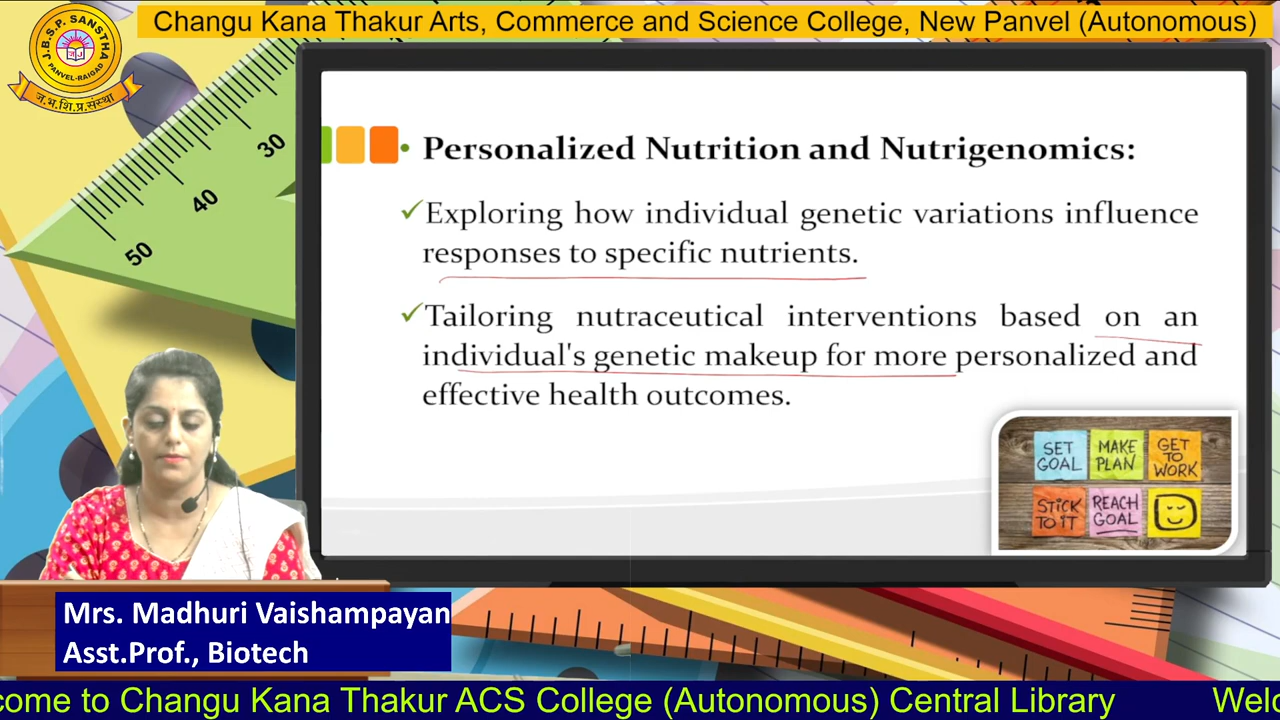 Changu Kana Thakur Arts, Commerce and Science College, New Panvel (Autonomous)
J.B.S.P. SANSTHA
PANVEL-RAIGAD
ज.भ.शि.प्र.संस्था
30
40
50
• Personalized Nutrition and Nutrigenomics:
✓Exploring how individual genetic variations influence
responses to specific nutrients.
✓Tailoring nutraceutical interventions based on an
individual's genetic makeup for more personalized and
effective health outcomes.
SET GOAL
MAKE PLAN
GET TO WORK
STICK TO IT
REACH GOAL
Mrs. Madhuri Vaishampayan
Asst.Prof., Biotech
come to Changu Kana Thakur ACS College (Autonomous) Central Library Welc